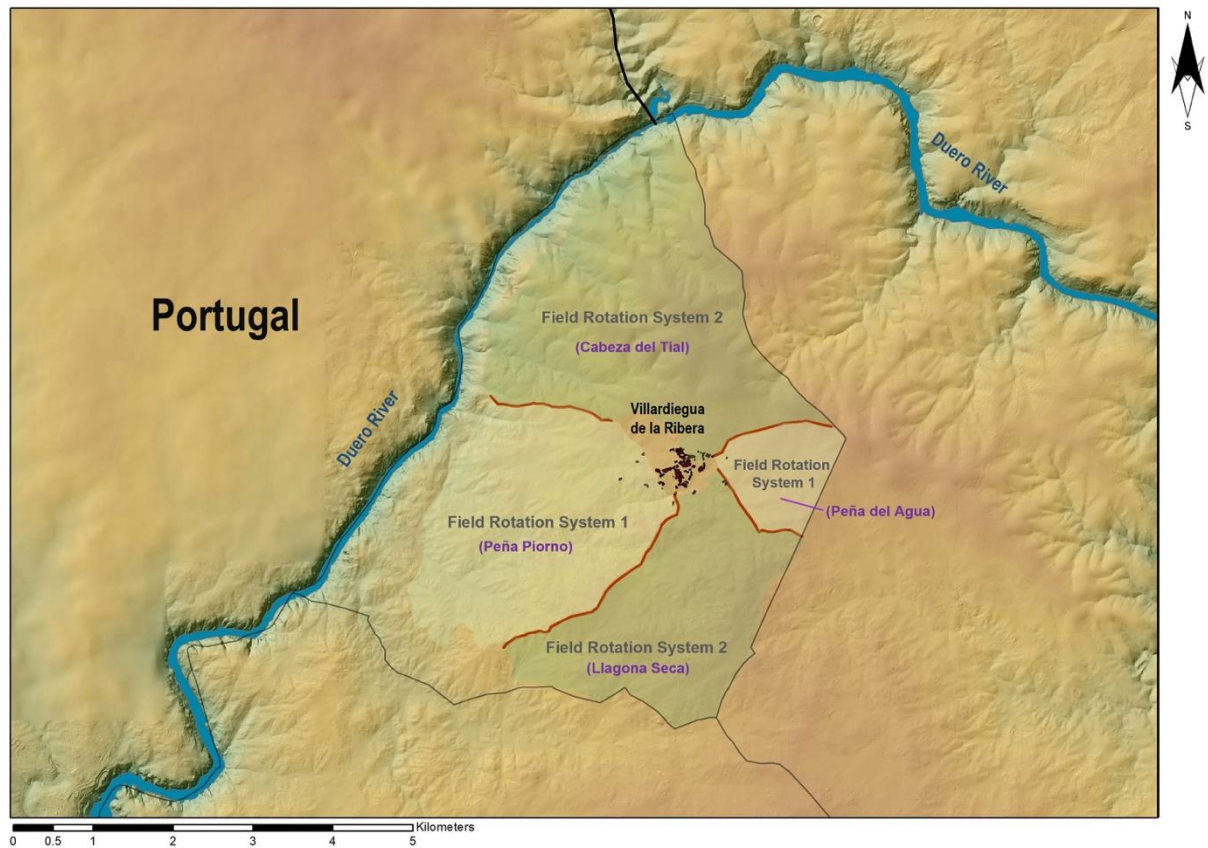 N
S
Duero River
Portugal
Field Rotation System 2
(Cabeza del Tial)
Duero River
Villardiegua
de la Ribera
Field Rotation
System 1
(Peña del Agua)
Field Rotation System 1
(Peña Piorno)
Field Rotation System 2
(Llagona Seca)
Kilometers
0 0.5 1 2 3 4 5